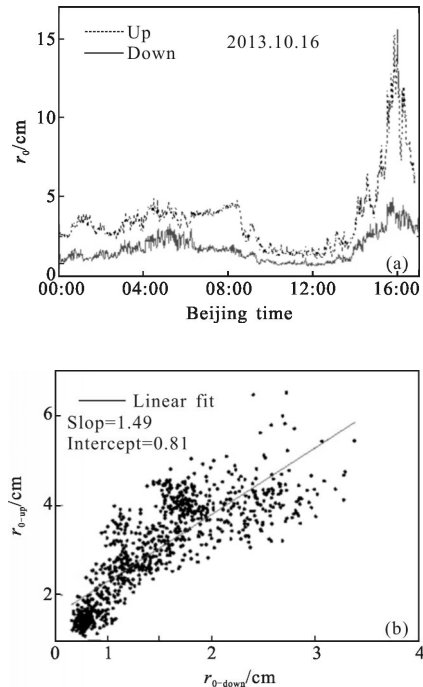 15
10
5
0
r0/cm
Up
Down
2013.10.16
(a)
00:00 04:00 08:00 12:00 16:00
Beijing time
Linear fit
Slop=1.49
Intercept=0.81
6
4
2
r0-up/cm
(b)
0 1 2 3 4
r0-down/cm